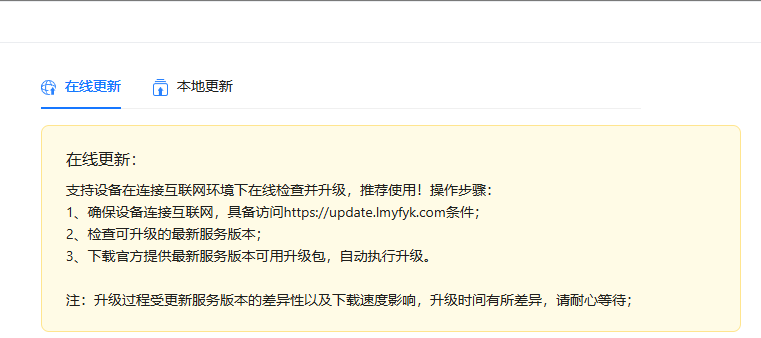 在线更新
本地更新
在线更新：
支持设备在连接互联网环境下在线检查并升级，推荐使用！操作步骤：
1、确保设备连接互联网，具备访问https://update.lmyfyk.com条件；
2、检查可升级的最新服务版本；
3、下载官方提供最新服务版本可用升级包，自动执行升级。
注：升级过程受更新服务版本的差异性以及下载速度影响，升级时间有所差异，请耐心等待；